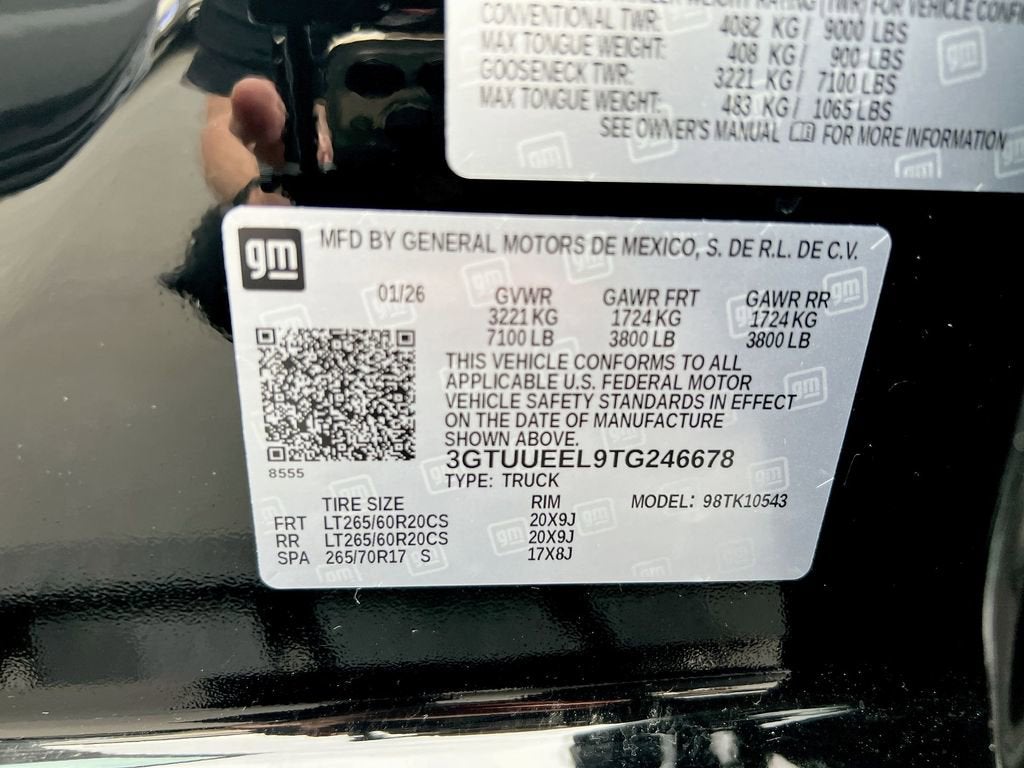 WEIGHT RATING (TWR) FOR VEHICLE
CONVENTIONAL TWR: 4082 KG/ 9000 LBS
MAX TONGUE WEIGHT: 408 KG/ 900 LBS
GOOSENECK TWR: 3221 KG/ 7100 LBS
MAX TONGUE WEIGHT: 483 KG/ 1065 LBS
SEE OWNER'S MANUAL FOR MORE INFORMATION
gm MFD BY GENERAL MOTORS DE MEXICO, S. DE R.L. DE C.V.
01/26 GVWR GAWR FRT GAWR RR
3221 KG 1724 KG 1724 KG
7100 LB 3800 LB 3800 LB
THIS VEHICLE CONFORMS TO ALL
APPLICABLE U.S. FEDERAL MOTOR
VEHICLE SAFETY STANDARDS IN EFFECT
ON THE DATE OF MANUFACTURE
SHOWN ABOVE.
3GTUUEEL9TG246678
8555
TYPE: TRUCK
TIRE SIZE RIM MODEL: 98TK10543
FRT LT265/60R20CS 20X9J
RR LT265/60R20CS 20X9J
SPA 265/70R17 S 17X8J